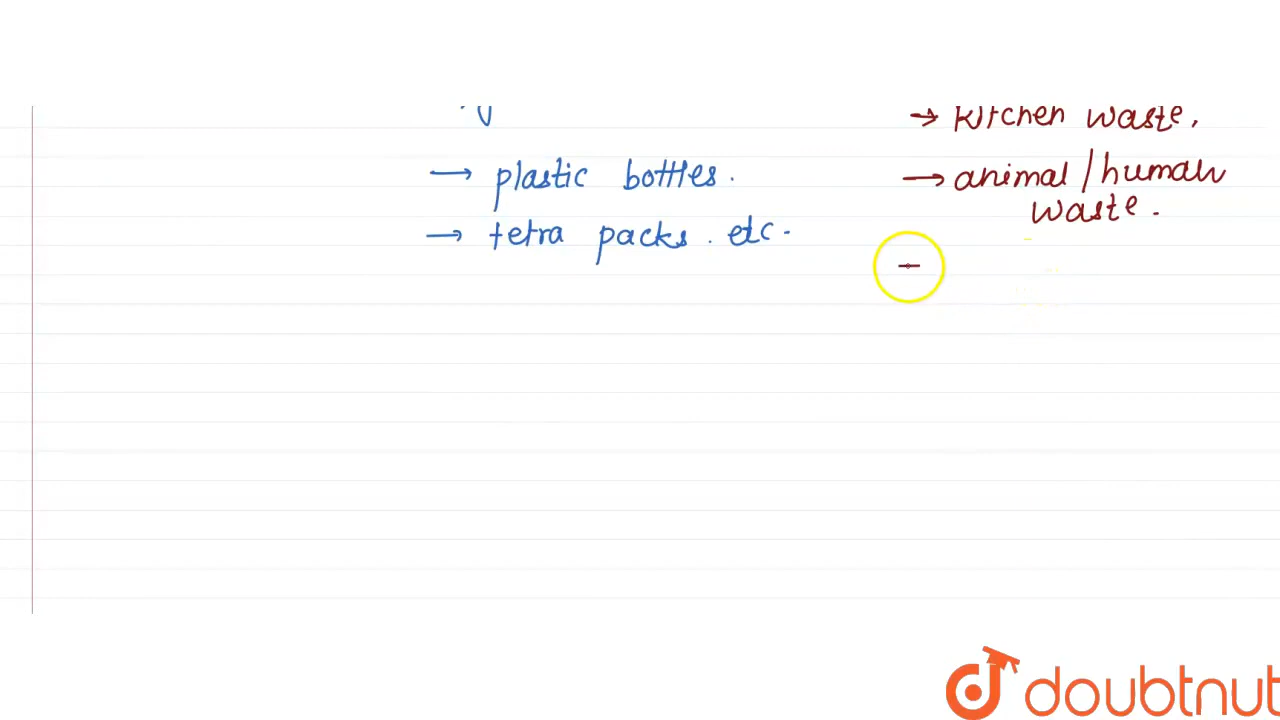 → kitchen waste,
→ plastic bottles.
→ animal/human
waste.
→ tetra packs. etc.
doubtnut